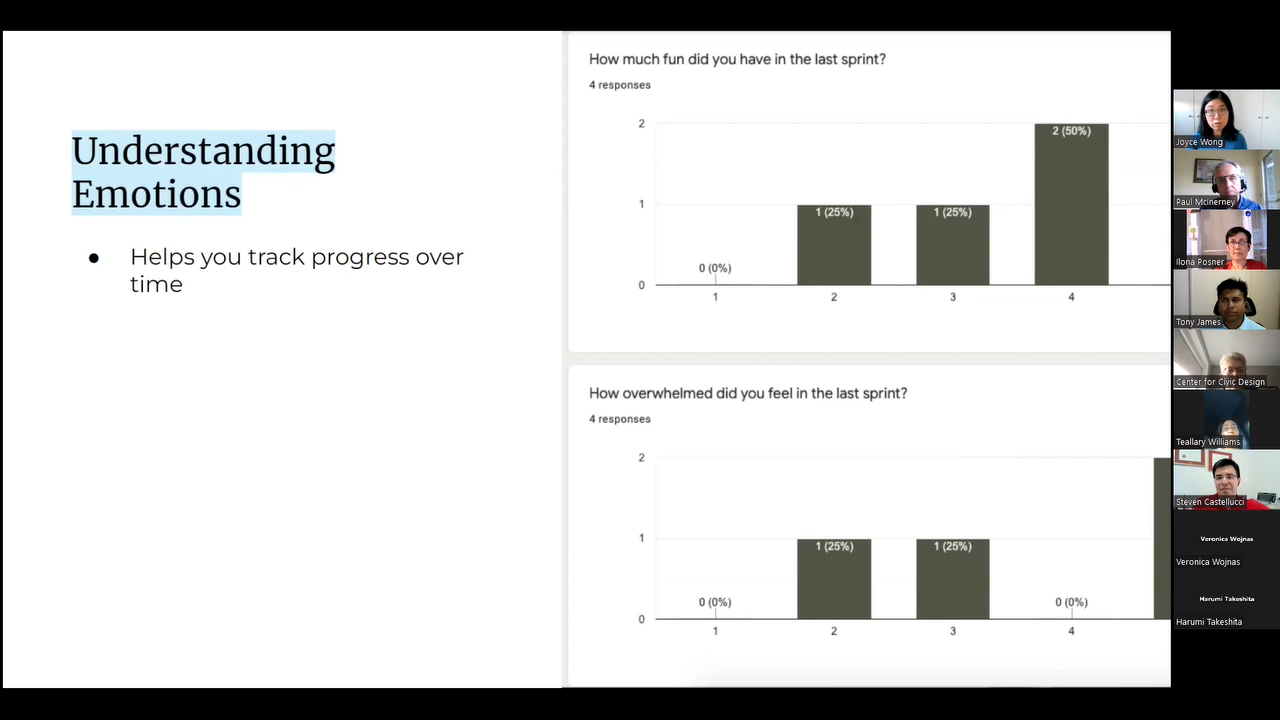 Understanding
Emotions
● Helps you track progress over
time
How much fun did you have in the last sprint?
4 responses
2
1
0
0 (0%)
1 (25%)
1 (25%)
2 (50%)
1
2
3
4
How overwhelmed did you feel in the last sprint?
4 responses
2
1
0
0 (0%)
1 (25%)
1 (25%)
0 (0%)
1
2
3
4
Joyce Wong
Paul McInerney
Ilona Posner
Tony James
Center for Civic Design
Teallary Williams
Steven Castellucci
Veronica Wojnas
Veronica Wojnas
Harumi Takeshita
Harumi Takeshita